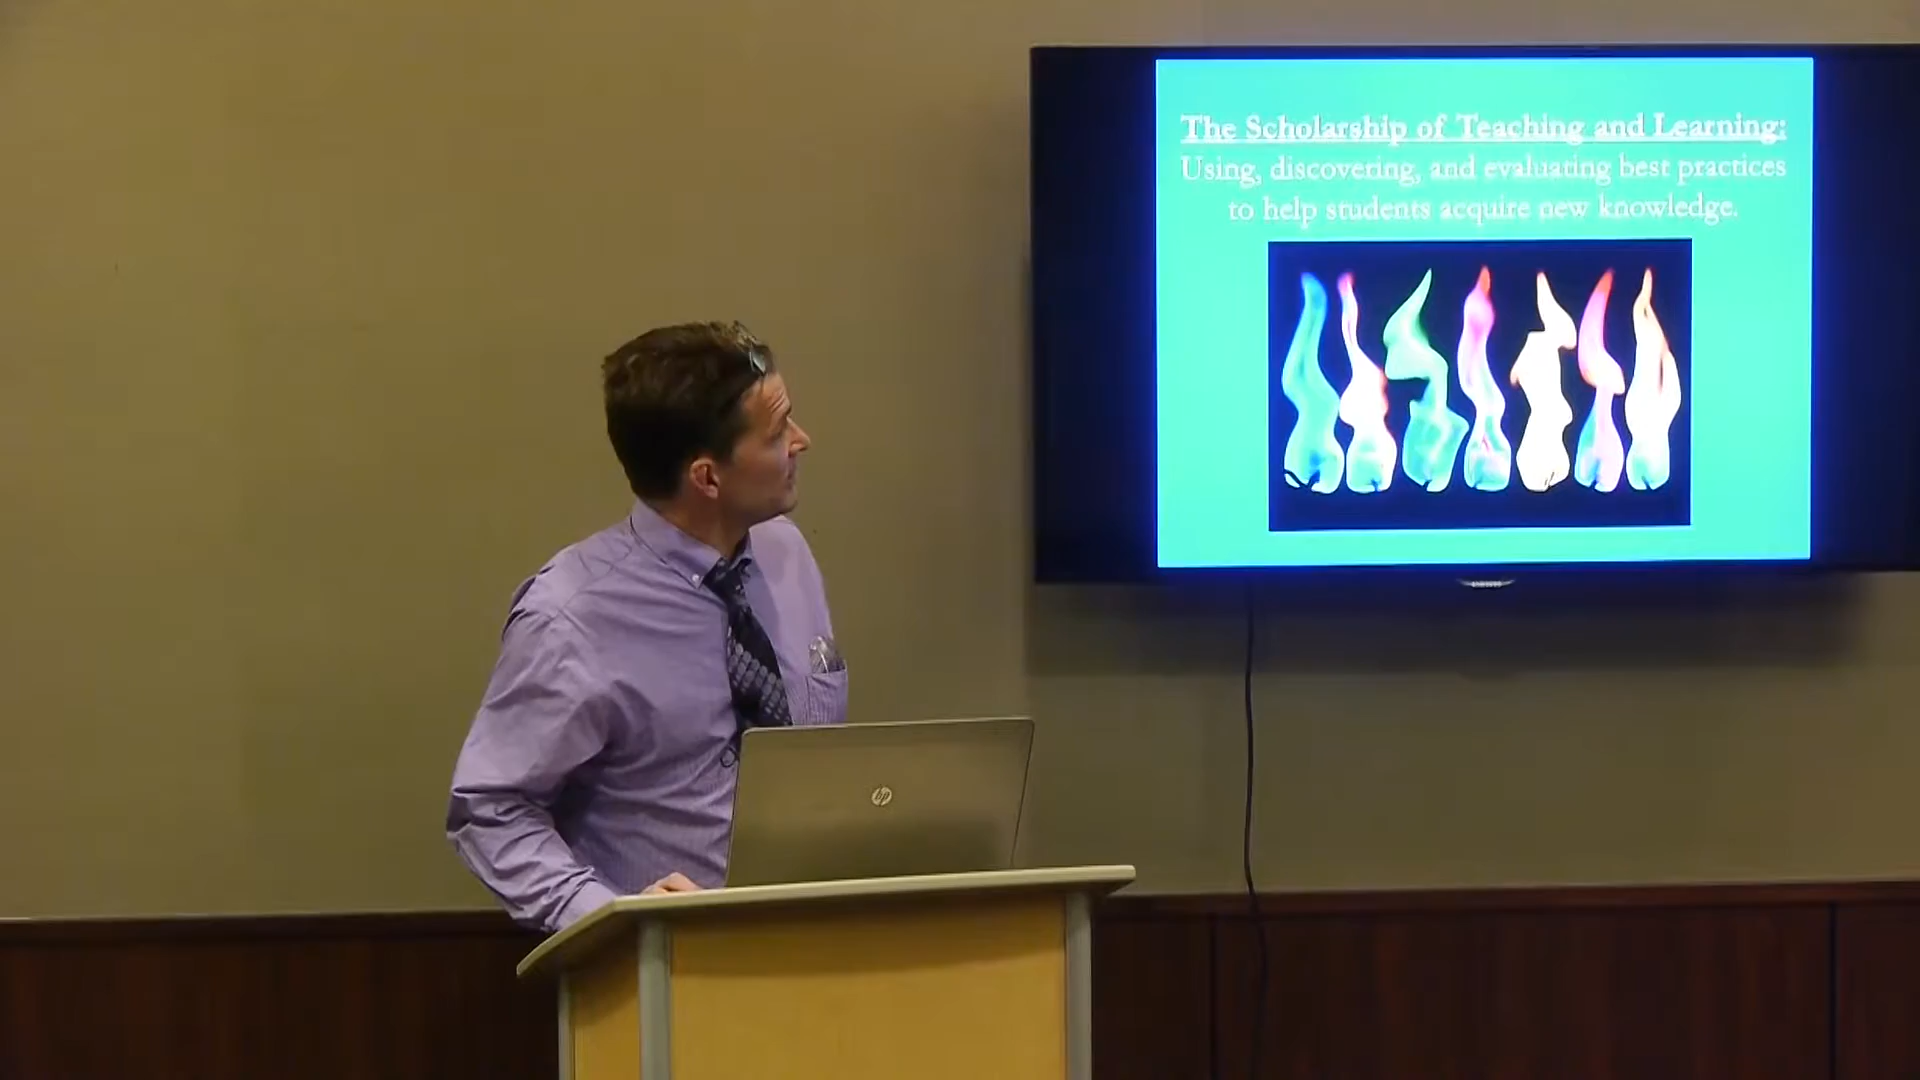 The Scholarship of Teaching and Learning:
Using, discovering, and evaluating best practices
to help students acquire new knowledge.
SAMSUNG
hp